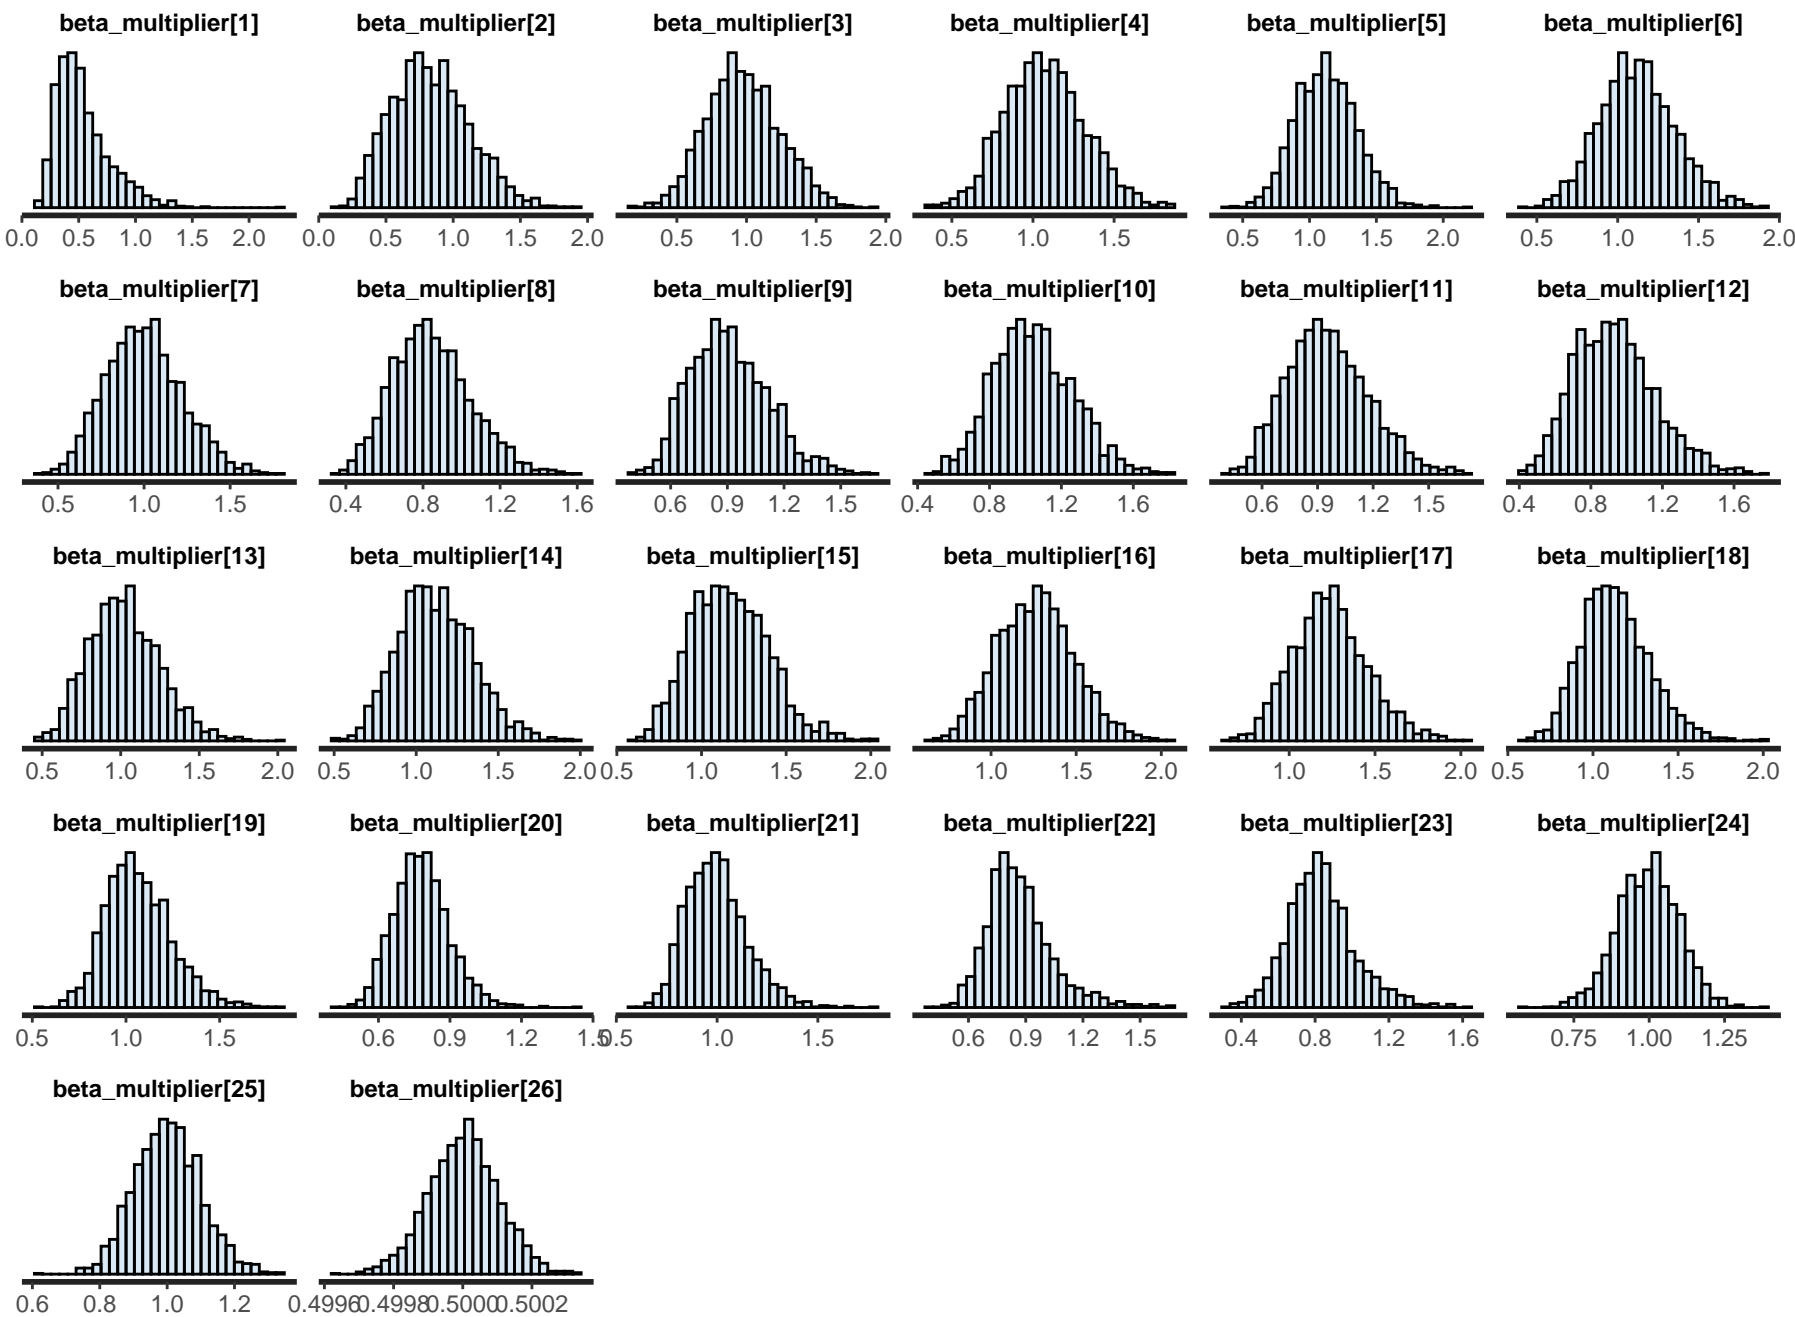 beta_multiplier[1] beta_multiplier[2] beta_multiplier[3] beta_multiplier[4] beta_multiplier[5] beta_multiplier[6]
0.0 0.5 1.0 1.5 2.0 0.0 0.5 1.0 1.5 2.0 0.5 1.0 1.5 2.0 0.5 1.0 1.5 0.5 1.0 1.5 2.0 0.5 1.0 1.5 2.0
beta_multiplier[7] beta_multiplier[8] beta_multiplier[9] beta_multiplier[10] beta_multiplier[11] beta_multiplier[12]
0.5 1.0 1.5 0.4 0.8 1.2 1.6 0.6 0.9 1.2 1.5 0.4 0.8 1.2 1.6 0.6 0.9 1.2 1.5 0.4 0.8 1.2 1.6
beta_multiplier[13] beta_multiplier[14] beta_multiplier[15] beta_multiplier[16] beta_multiplier[17] beta_multiplier[18]
0.5 1.0 1.5 2.0 0.5 1.0 1.5 2.0 0.5 1.0 1.5 2.0 1.0 1.5 2.0 1.0 1.5 2.0 0.5 1.0 1.5 2.0
beta_multiplier[19] beta_multiplier[20] beta_multiplier[21] beta_multiplier[22] beta_multiplier[23] beta_multiplier[24]
0.5 1.0 1.5 0.6 0.9 1.2 1.5 0.5 1.0 1.5 0.6 0.9 1.2 1.5 0.4 0.8 1.2 1.6 0.75 1.00 1.25
beta_multiplier[25] beta_multiplier[26]
0.6 0.8 1.0 1.2 0.4996 0.4998 0.5000 0.5002